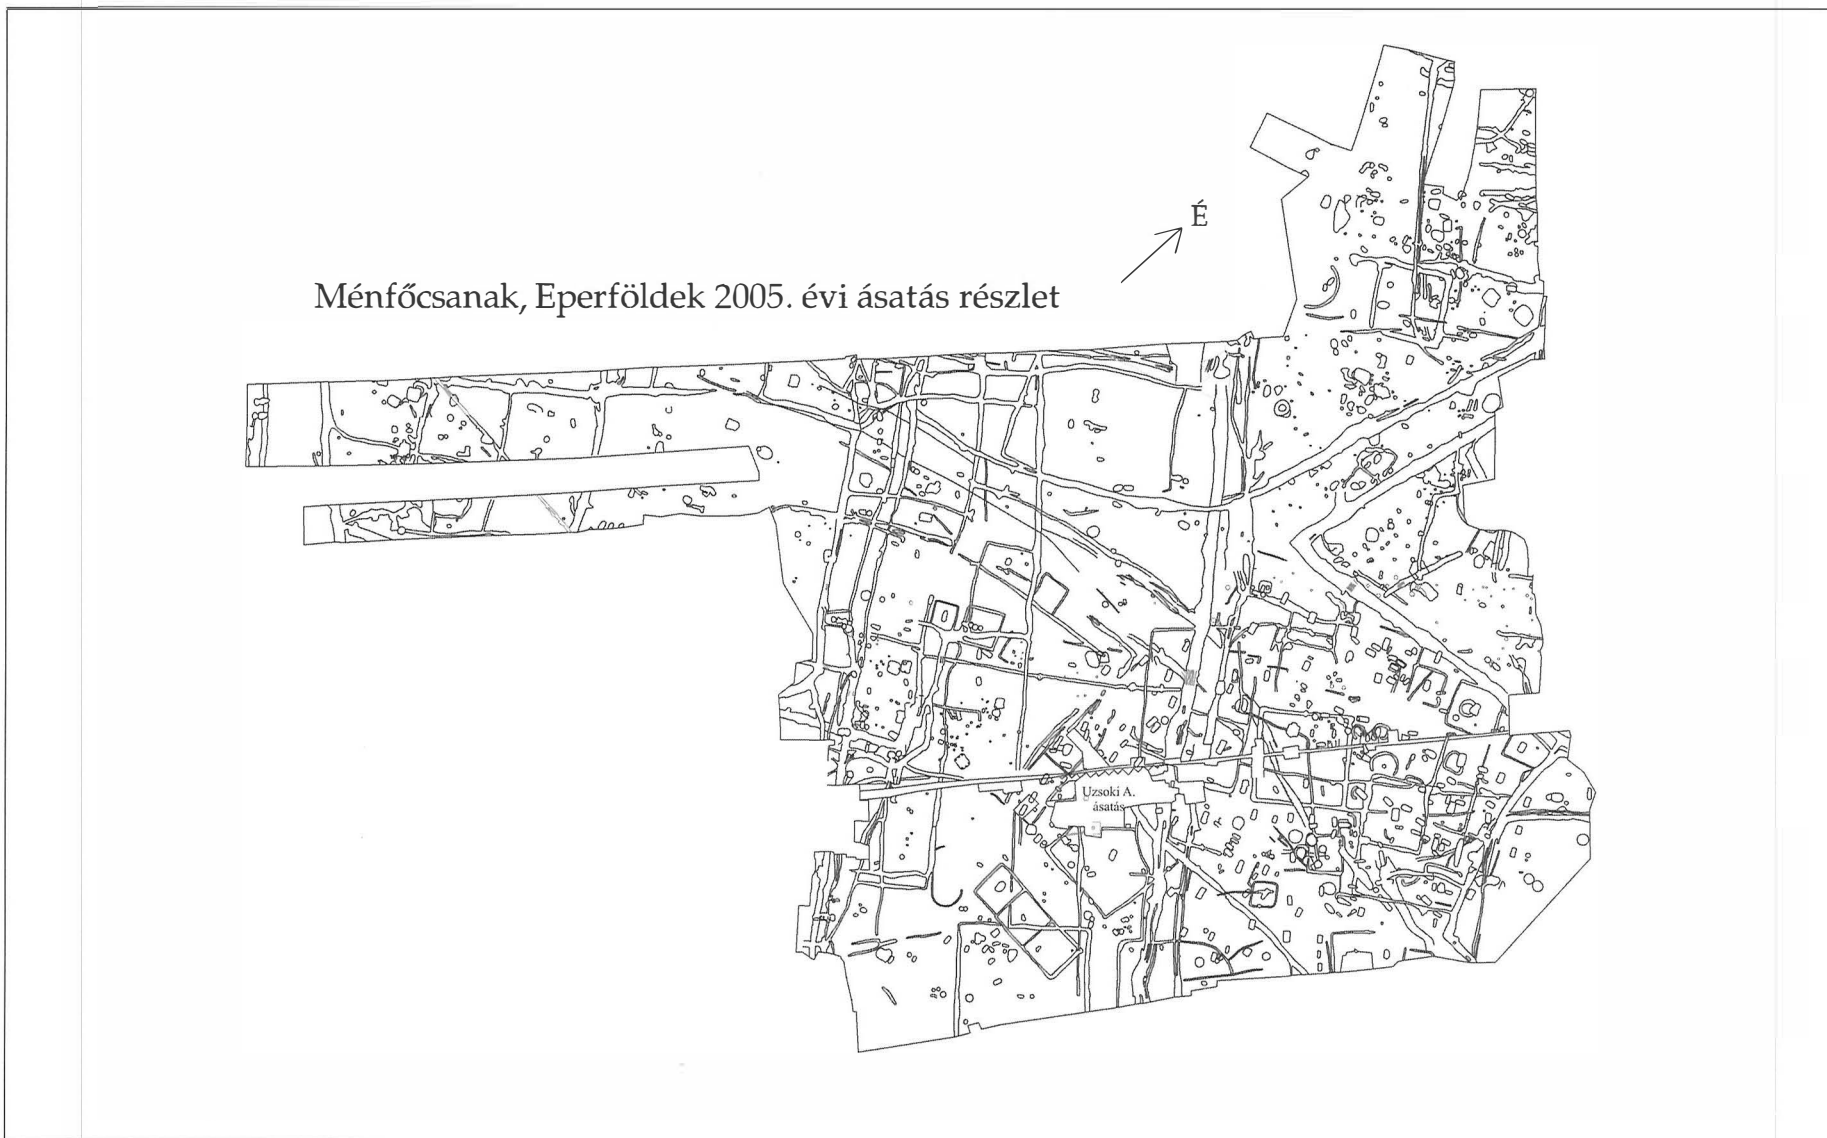 É
Ménfőcsanak, Eperföldek 2005. évi ásatás részlet
Uzsoki A.
ásatás